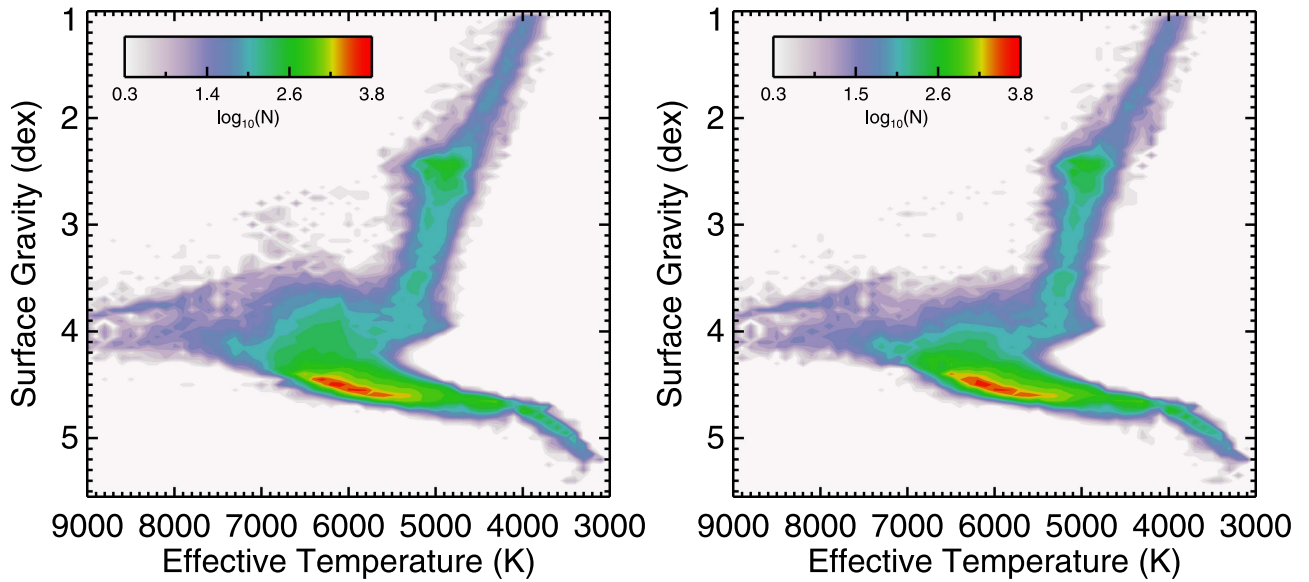 1
2
3
4
5
Surface Gravity (dex)
0.3 1.4 2.6 3.8
log₁₀(N)
9000 8000 7000 6000 5000 4000 3000
Effective Temperature (K)
1
2
3
4
5
Surface Gravity (dex)
0.3 1.5 2.6 3.8
log₁₀(N)
9000 8000 7000 6000 5000 4000 3000
Effective Temperature (K)